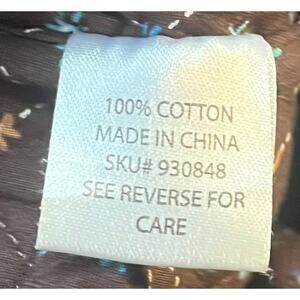 100% COTTON
MADE IN CHINA
SKU# 930848
SEE REVERSE FOR
CARE